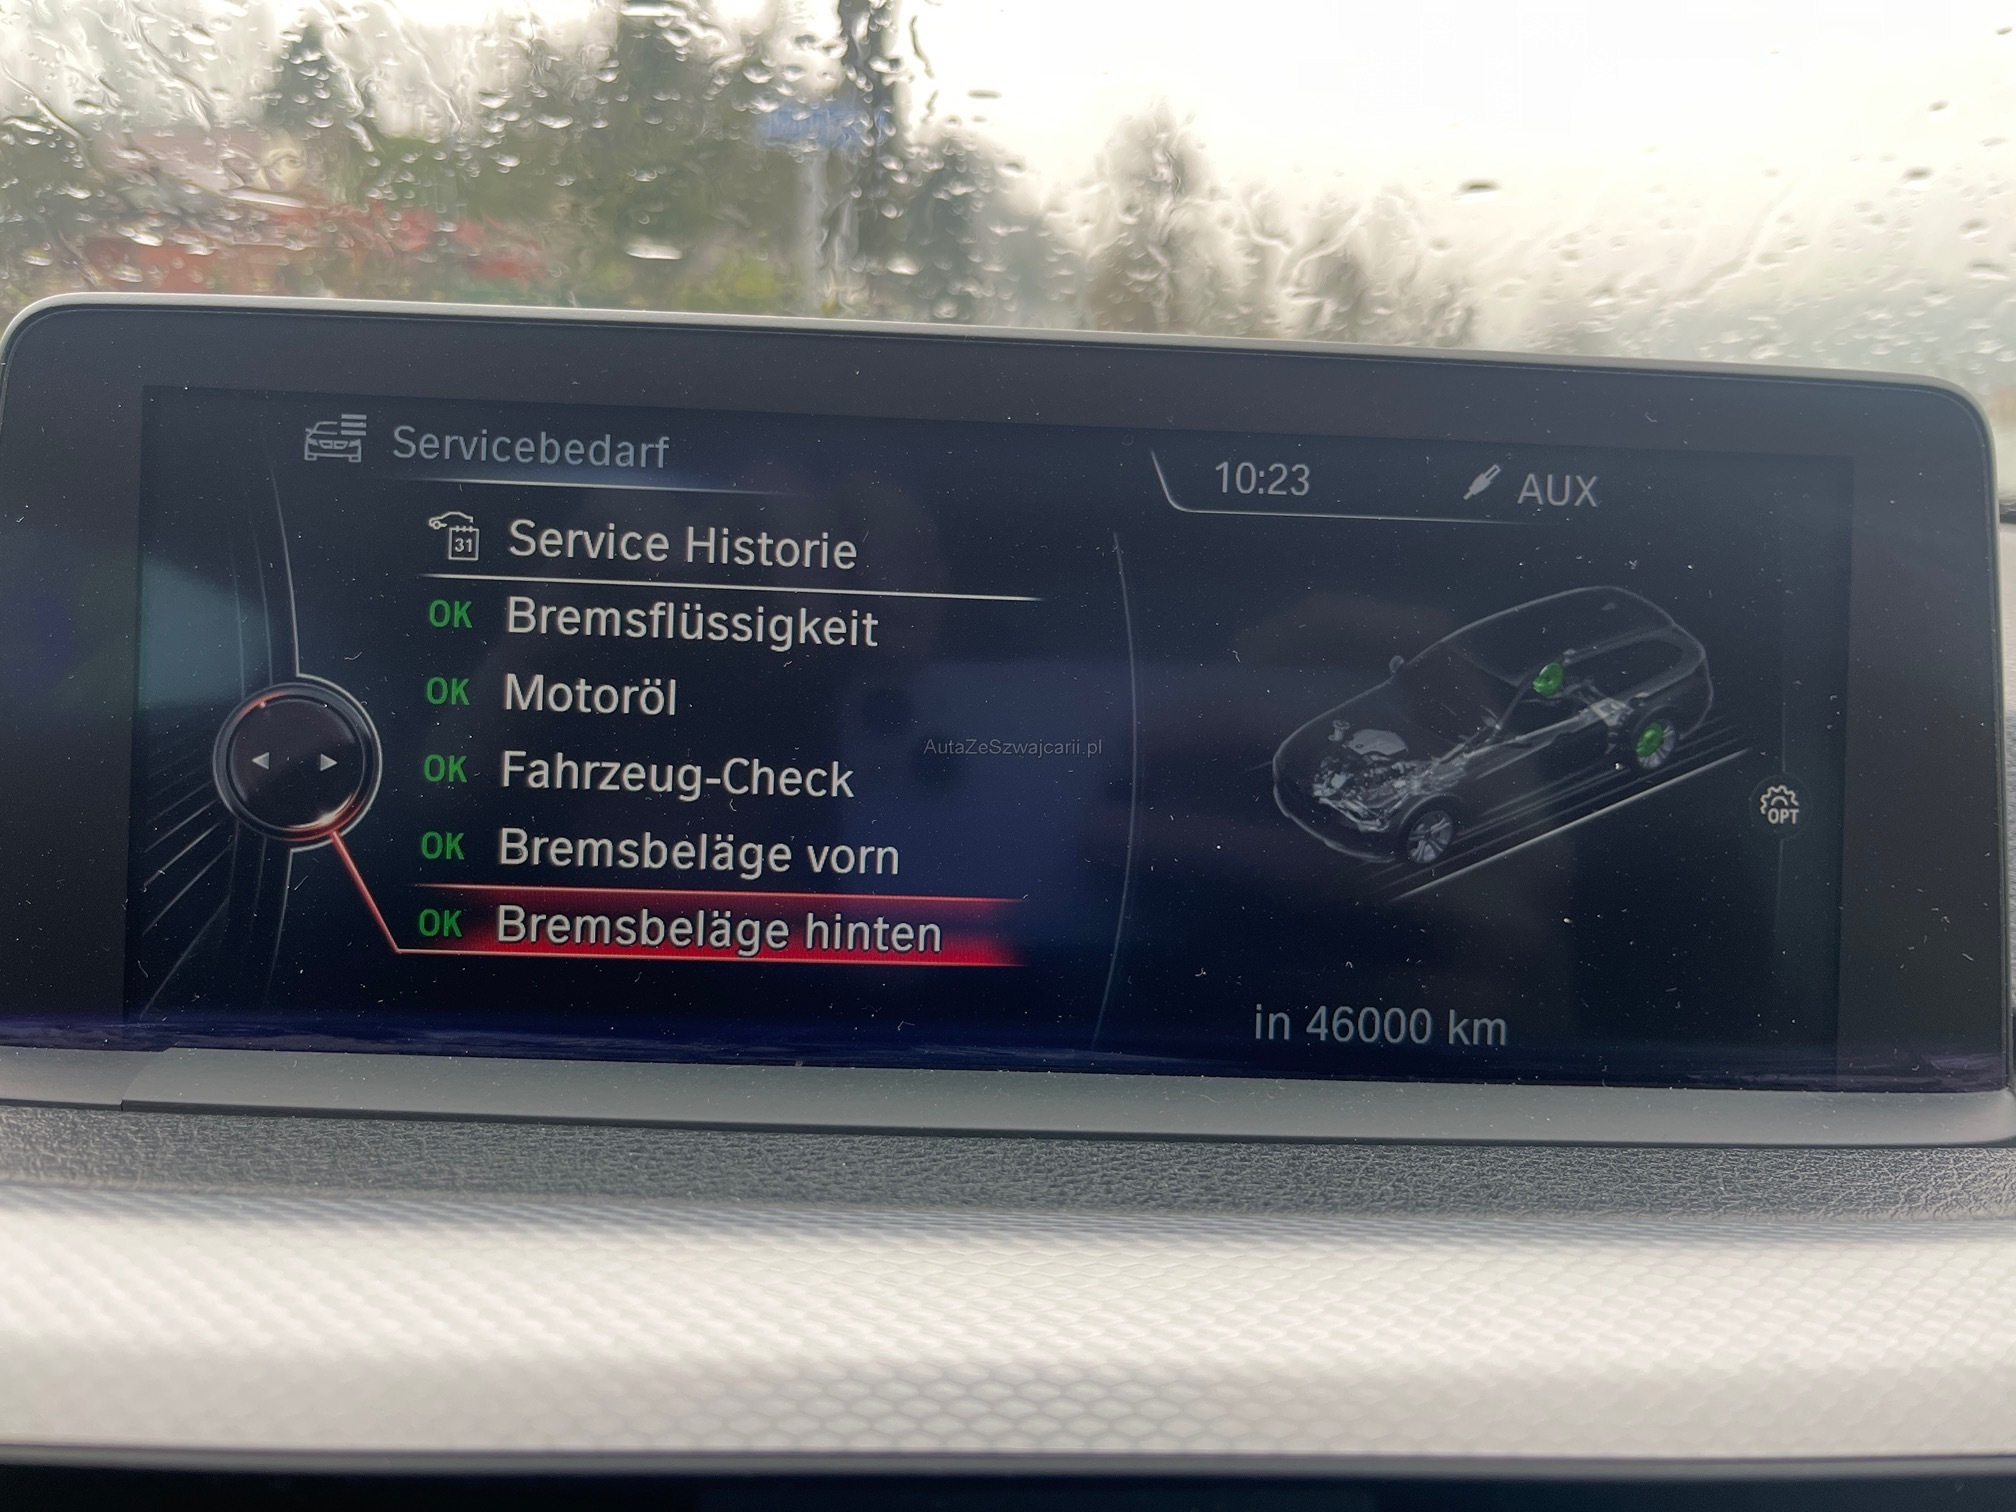 Servicebedarf
10:23
AUX
31
Service Historie
OK Bremsflüssigkeit
OK Motoröl
AutaZeSzwajcarii.pl
OK Fahrzeug-Check
OPT
OK Bremsbeläge vorn
OK Bremsbeläge hinten
in 46000 km